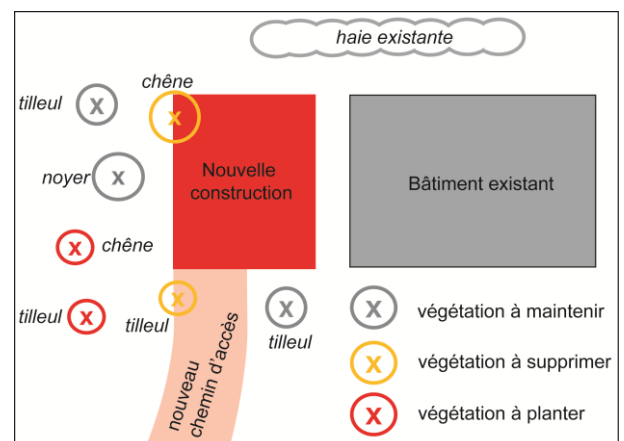 haie existante
chêne
tilleul
X
X
noyer
X
Nouvelle
construction
Bâtiment existant
X
chêne
tilleul
X
X
tilleul
X
tilleul
nouveau
chemin d'accès
X
végétation à maintenir
X
végétation à supprimer
X
végétation à planter